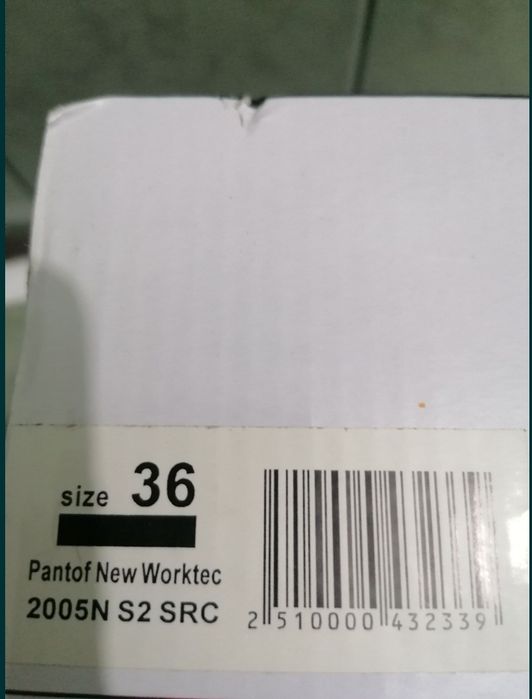 size 36
Pantof New Worktec
2005N S2 SRC
2 510000 432339